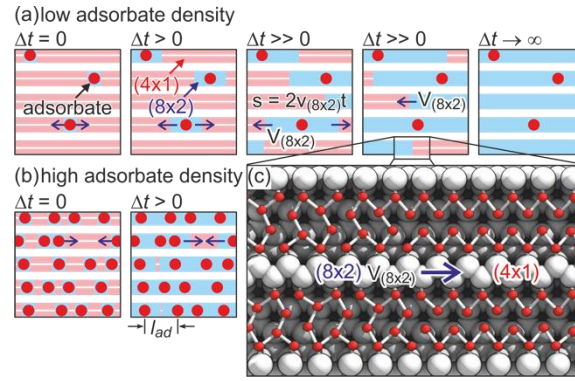 (a)low adsorbate density
Δt = 0
Δt > 0
Δt >> 0
Δt >> 0
Δt → ∞
(4x1)
adsorbate
(8x2)
s = 2v(8x2)t
V(8x2)
V(8x2)
(b)high adsorbate density
Δt = 0
Δt > 0
lad
(c)
(8x2) V(8x2) (4x1)